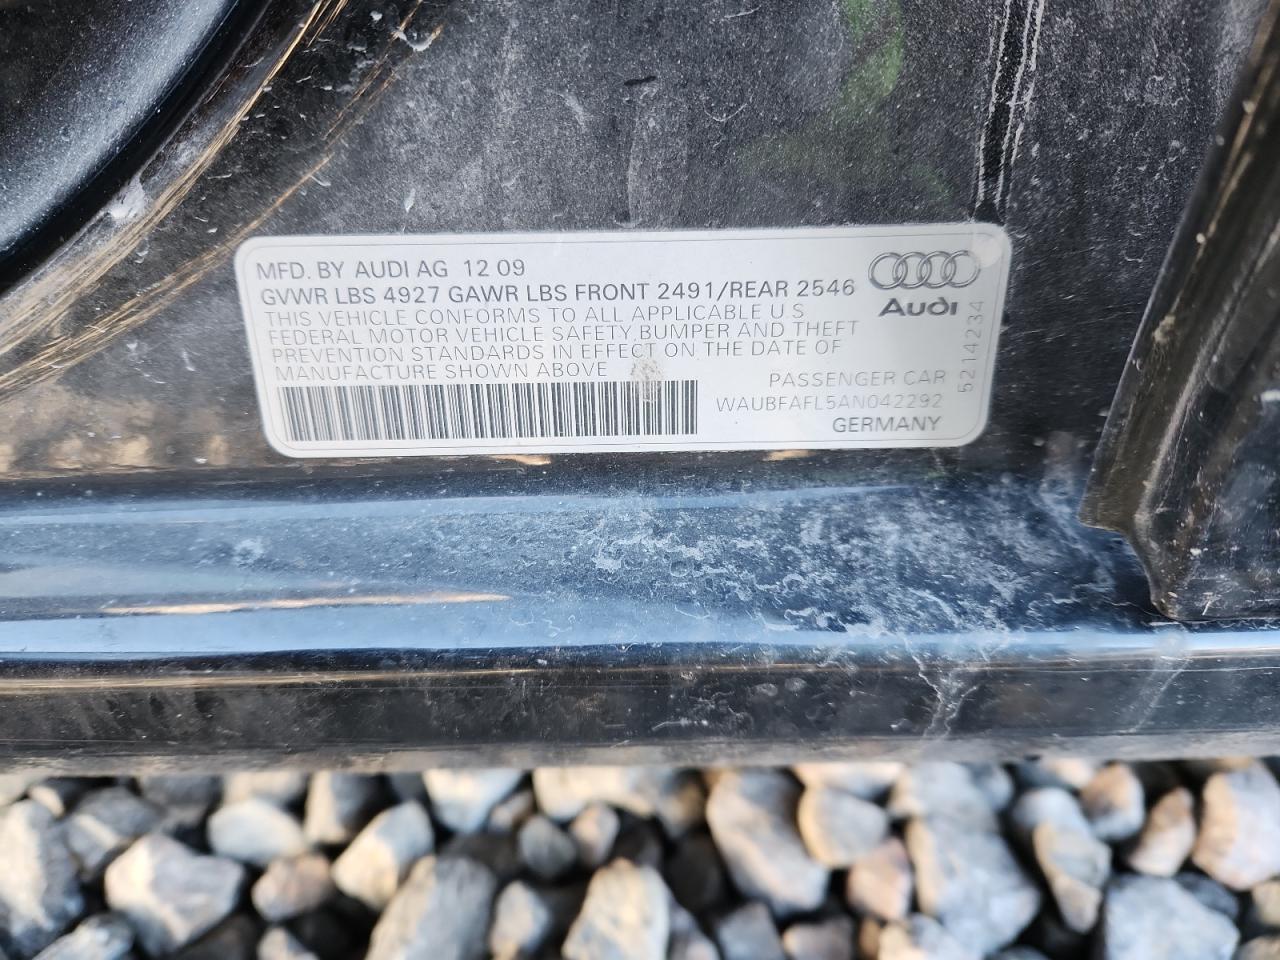 MFD. BY AUDI AG 12 09
GVWR LBS 4927 GAWR LBS FRONT 2491/REAR 2546
THIS VEHICLE CONFORMS TO ALL APPLICABLE U.S
FEDERAL MOTOR VEHICLE SAFETY, BUMPER AND THEFT
PREVENTION STANDARDS IN EFFECT ON THE DATE OF
MANUFACTURE SHOWN ABOVE
Audi
PASSENGER CAR
WAUBFAFL5AN042292
GERMANY
5214234